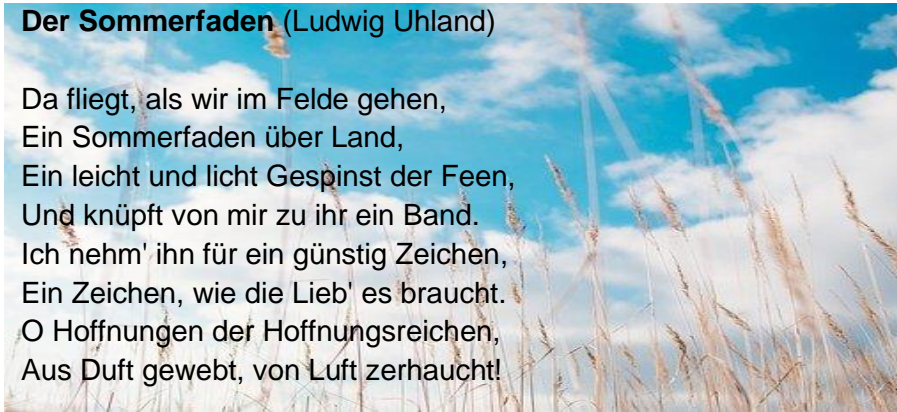 Der Sommerfaden (Ludwig Uhland)
Da fliegt, als wir im Felde gehen,
Ein Sommerfaden über Land,
Ein leicht und licht Gespinst der Feen,
Und knüpft von mir zu ihr ein Band.
Ich nehm' ihn für ein günstig Zeichen,
Ein Zeichen, wie die Lieb' es braucht.
O Hoffnungen der Hoffnungsreichen,
Aus Duft gewebt, von Luft zerhaucht!